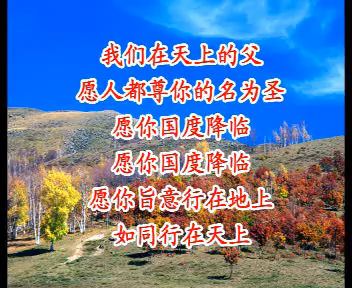 我们在天上的父
愿人都尊你的名为圣
愿你国度降临
愿你国度降临
愿你旨意行在地上
如同行在天上